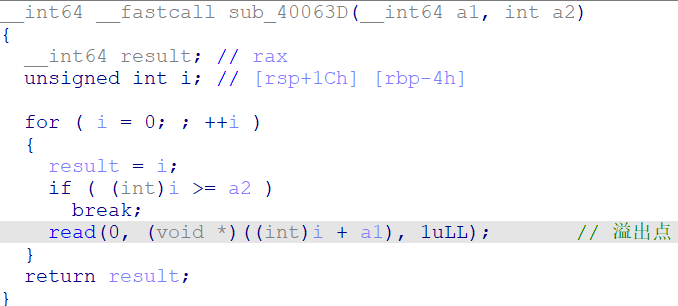 __int64 __fastcall sub_40063D(__int64 a1, int a2)
{
  __int64 result; // rax
  unsigned int i; // [rsp+1Ch] [rbp-4h]

  for ( i = 0; ; ++i )
  {
    result = i;
    if ( (int)i >= a2 )
      break;
    read(0, (void *)((int)i + a1), 1uLL);       // 溢出点
  }
  return result;
}